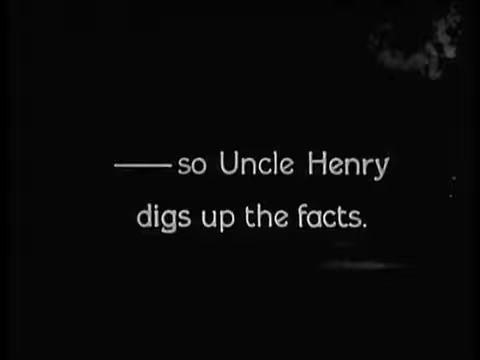 ——so Uncle Henry
digs up the facts.